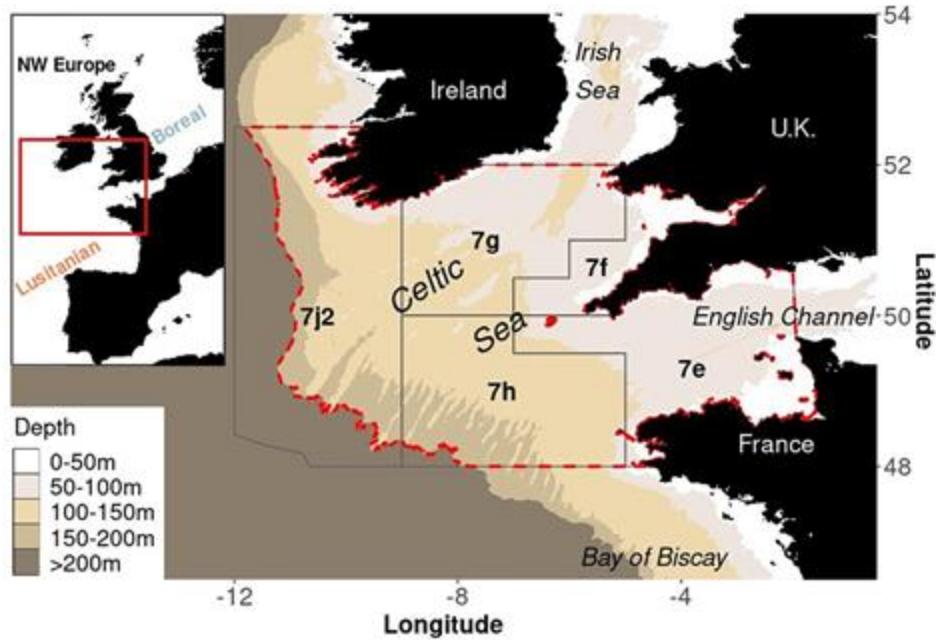 NW Europe
Boreal
Lusitanian
Ireland
Irish
Sea
U.K.
7g
7f
Celtic
Sea
7j2
English Channel
7e
7h
France
Bay of Biscay
Depth
0-50m
50-100m
100-150m
150-200m
>200m
54
52
50
48
Latitude
-12
-8
-4
Longitude